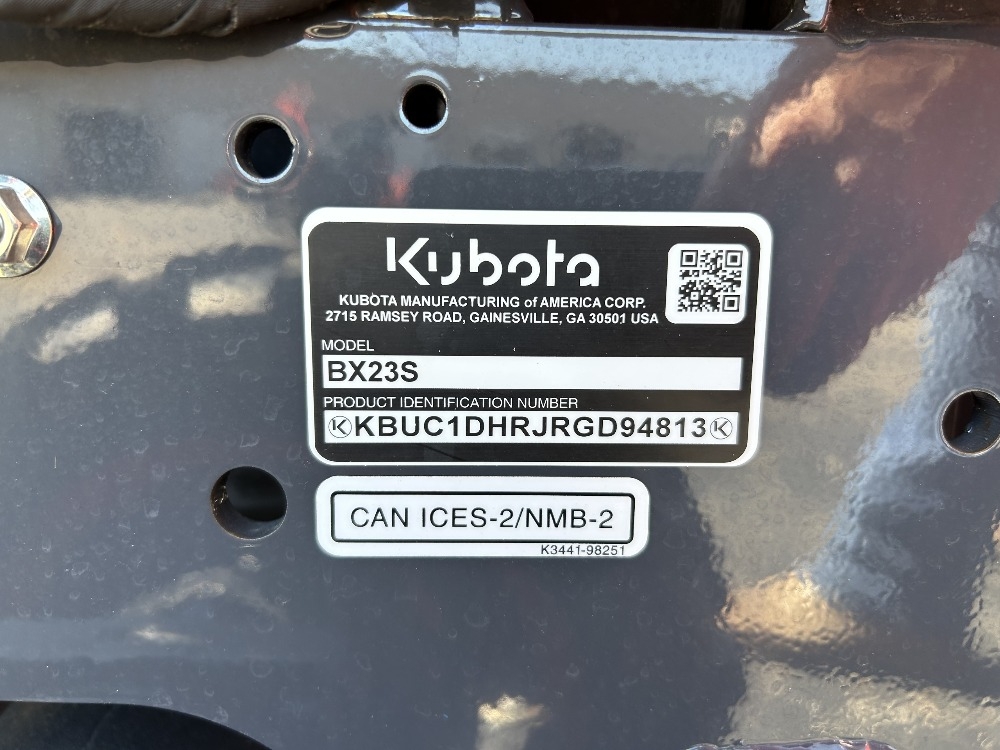 Kubota
KUBOTA MANUFACTURING of AMERICA CORP.
2715 RAMSEY ROAD, GAINESVILLE, GA 30501 USA
MODEL
BX23S
PRODUCT IDENTIFICATION NUMBER
KBUC1DHRJRGD94813
CAN ICES-2/NMB-2
K3441-98251